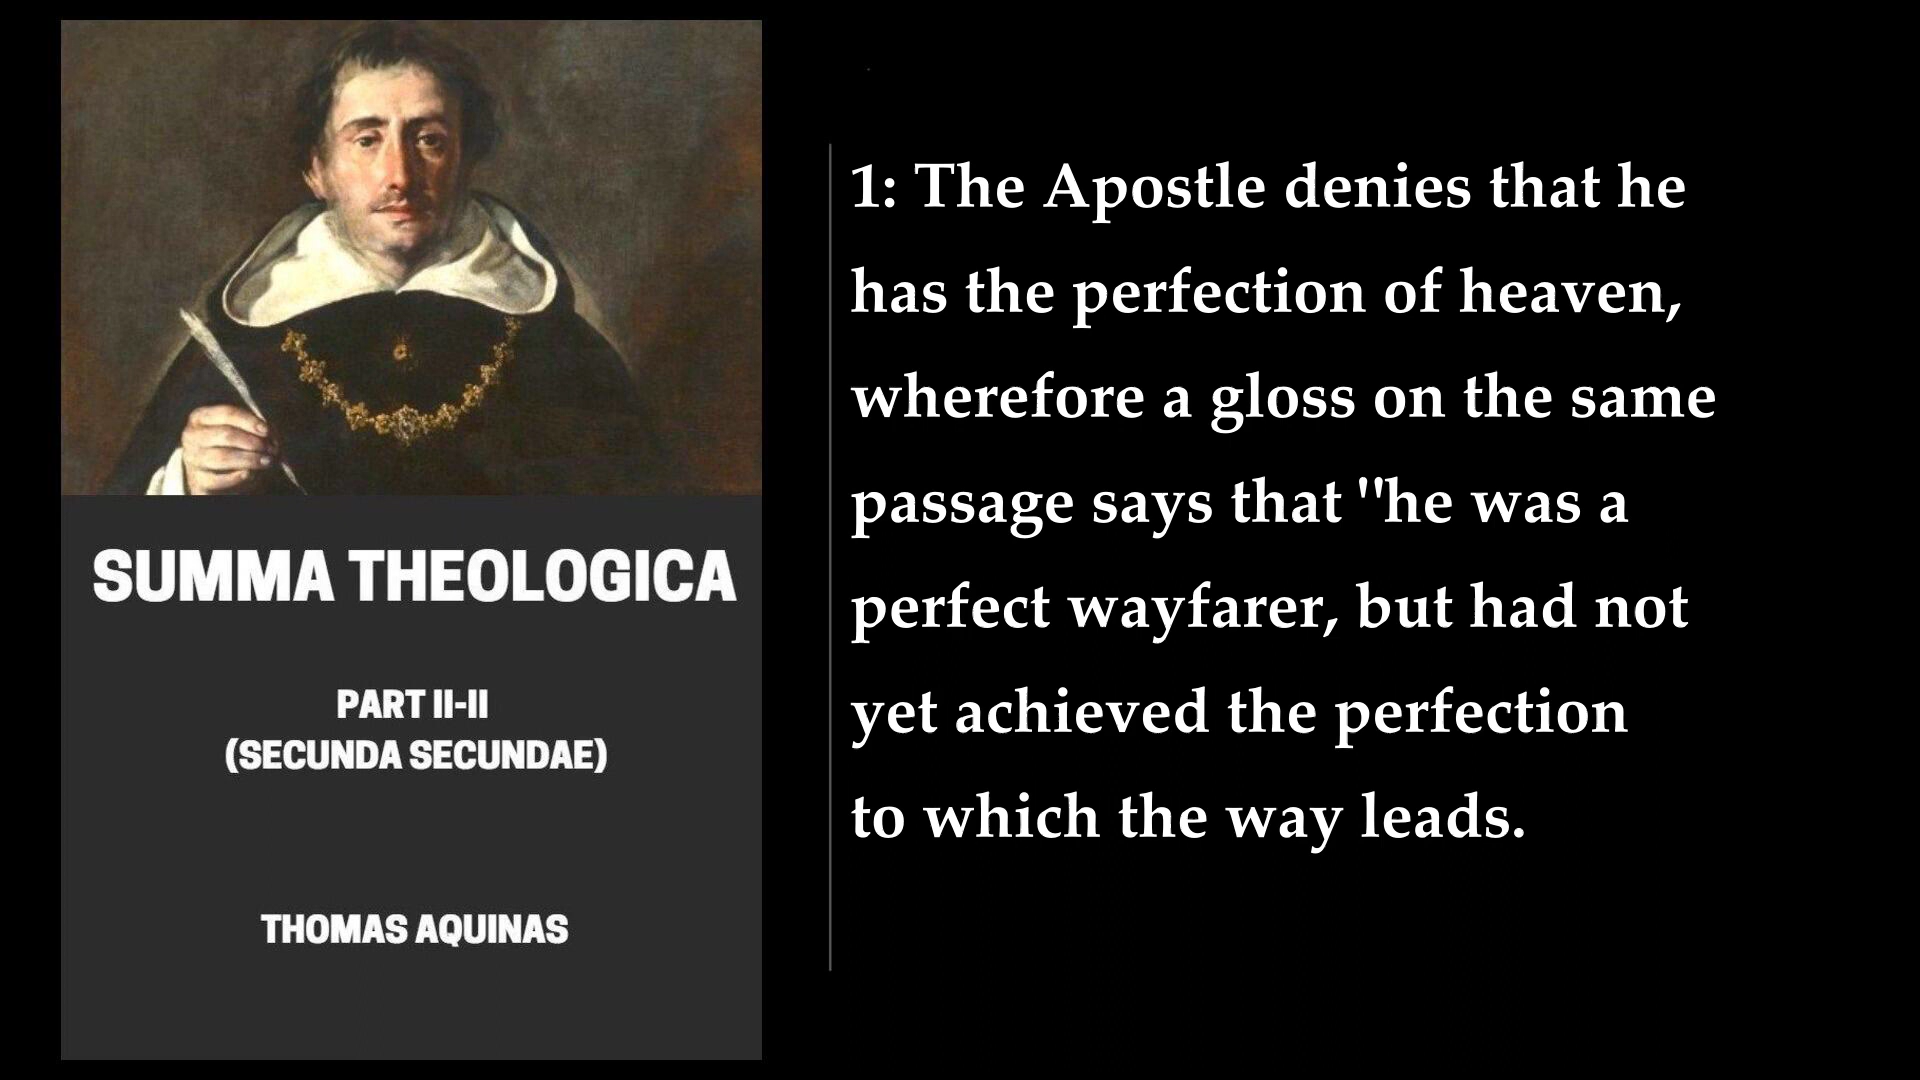 SUMMA THEOLOGICA
PART II-II
(SECUNDA SECUNDAE)
THOMAS AQUINAS
1: The Apostle denies that he
has the perfection of heaven,
wherefore a gloss on the same
passage says that "he was a
perfect wayfarer, but had not
yet achieved the perfection
to which the way leads.